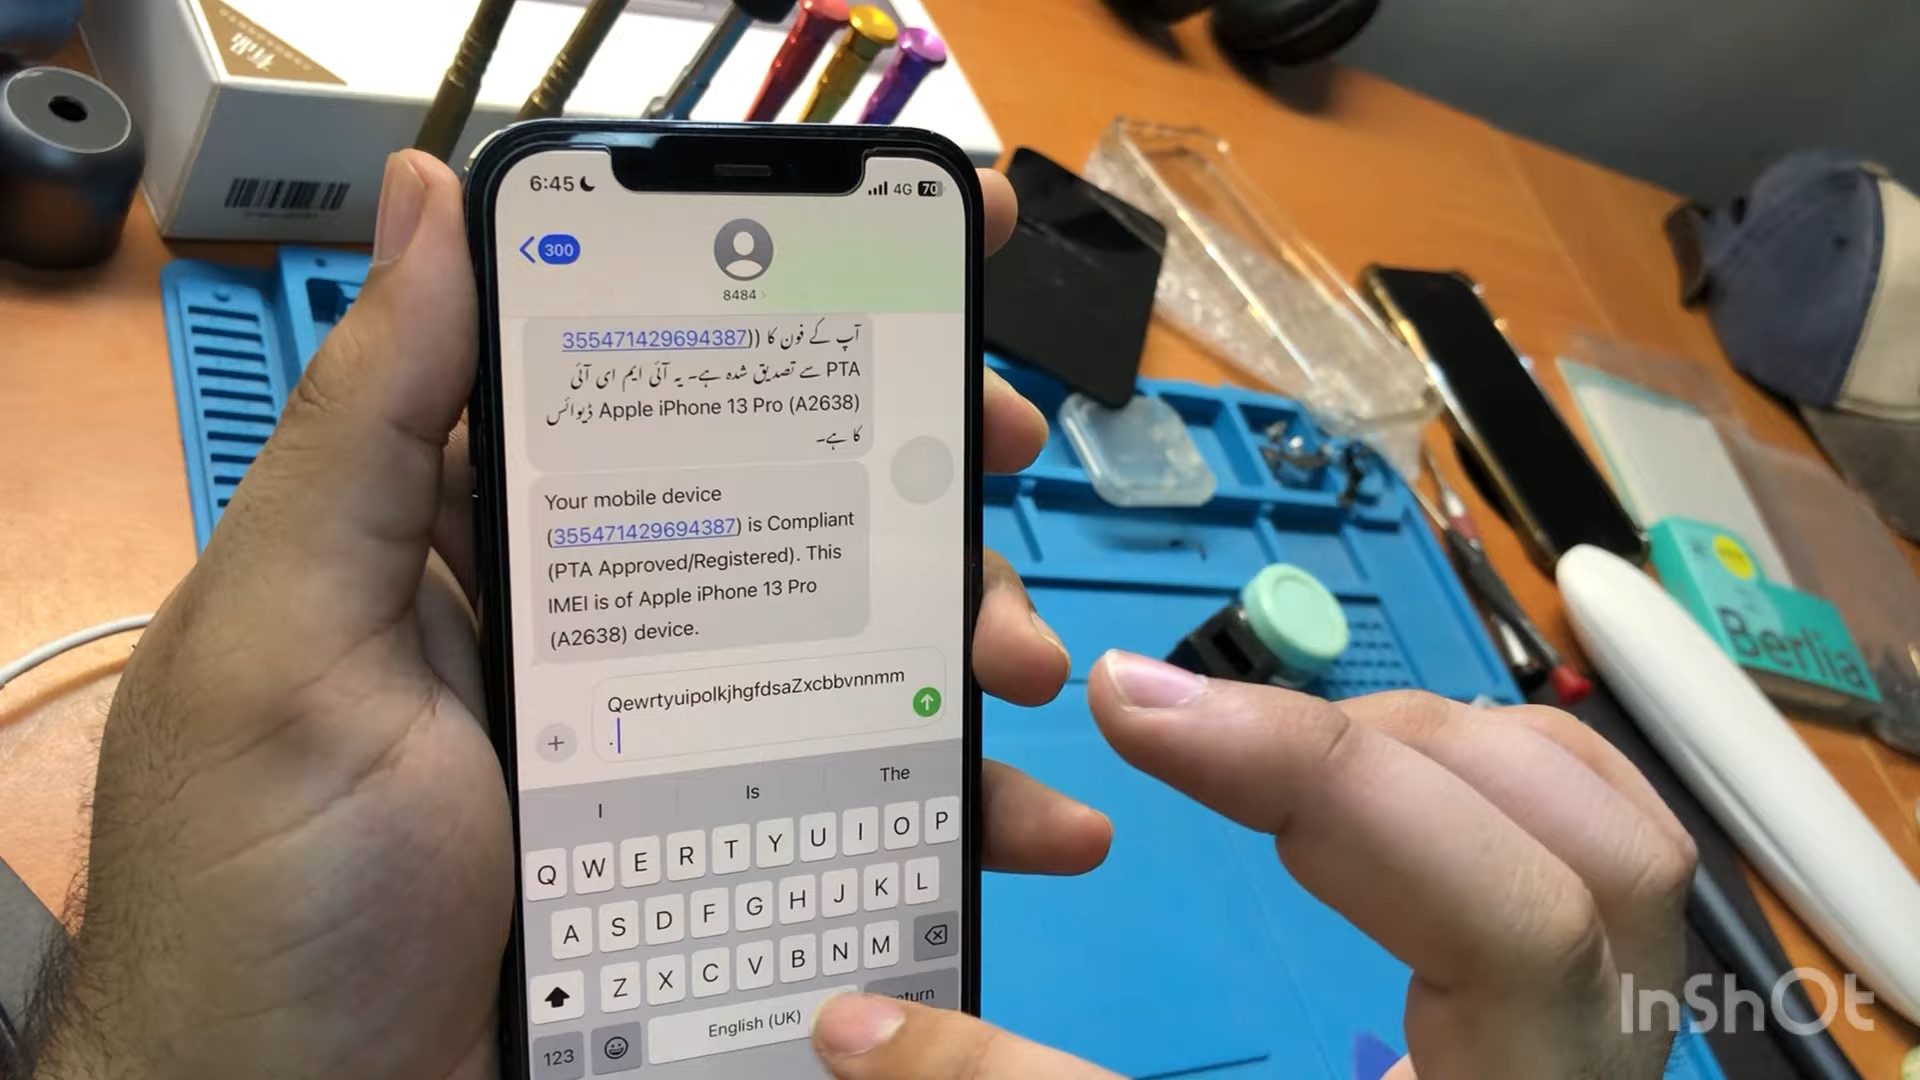 6:45
4G 70
300
8484
آپ کے فون کا ((355471429694387
PTA سے تصدیق شدہ ہے۔ یہ آئی ایم ای آئی
Apple iPhone 13 Pro (A2638) ڈیوائس
کا ہے۔
Your mobile device
(355471429694387) is Compliant
(PTA Approved/Registered). This
IMEI is of Apple iPhone 13 Pro
(A2638) device.
Qewrtyuipolkjhgfdsazxcbbvnnmm
.
I Is The
Q W E R T Y U I O P
A S D F G H J K L
Z X C V B N M
123 English (UK)
Berlia
InShOt